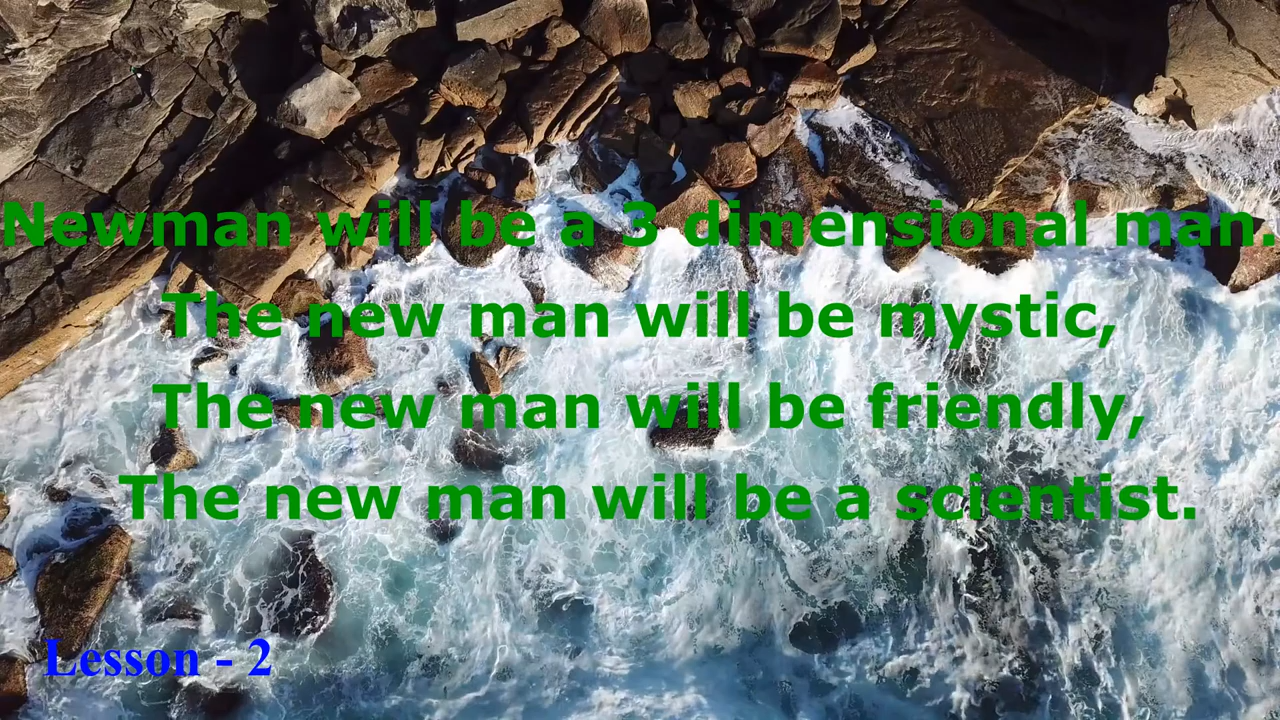 Newman will be a 3 dimensional man.
The new man will be mystic,
The new man will be friendly,
The new man will be a scientist.
Lesson - 2